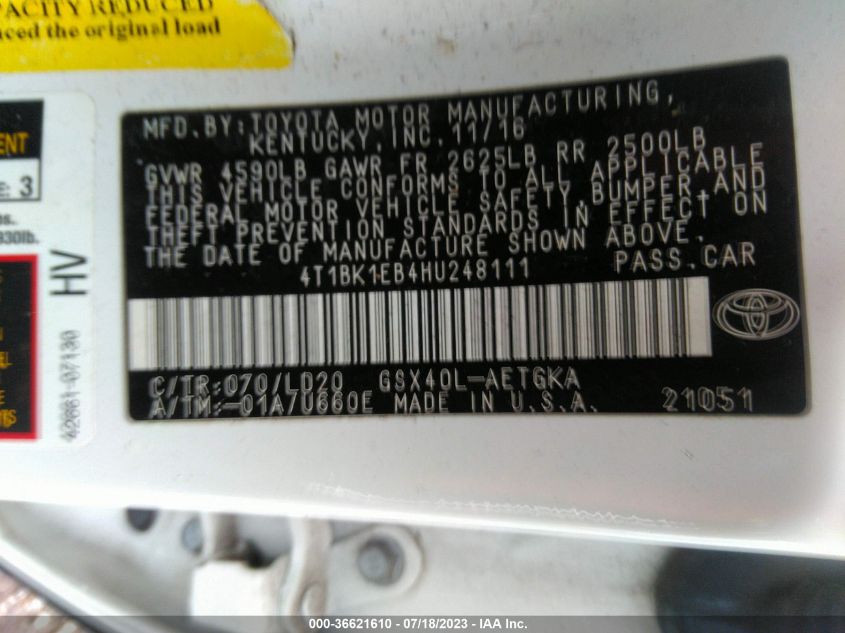 PACITY REDUCED
ced the original load
ENT
E: 3
930lb.
HV
42661-07130
MFD. BY: TOYOTA MOTOR MANUFACTURING,
KENTUCKY, INC. 11/16
GVWR 4590LB GAWR FR 2625LB RR 2500LB
THIS VEHICLE CONFORMS TO ALL APPLICABLE
FEDERAL MOTOR VEHICLE SAFETY, BUMPER, AND
THEFT PREVENTION STANDARDS IN EFFECT ON
THE DATE OF MANUFACTURE SHOWN ABOVE.
4T1BK1EB4HU248111 PASS. CAR
C/TR: 070/LD20 GSX40L-AETGKA
A/TM:-01A/U660E MADE IN U.S.A. 21051
000-36621610 - 07/18/2023 - IAA Inc.